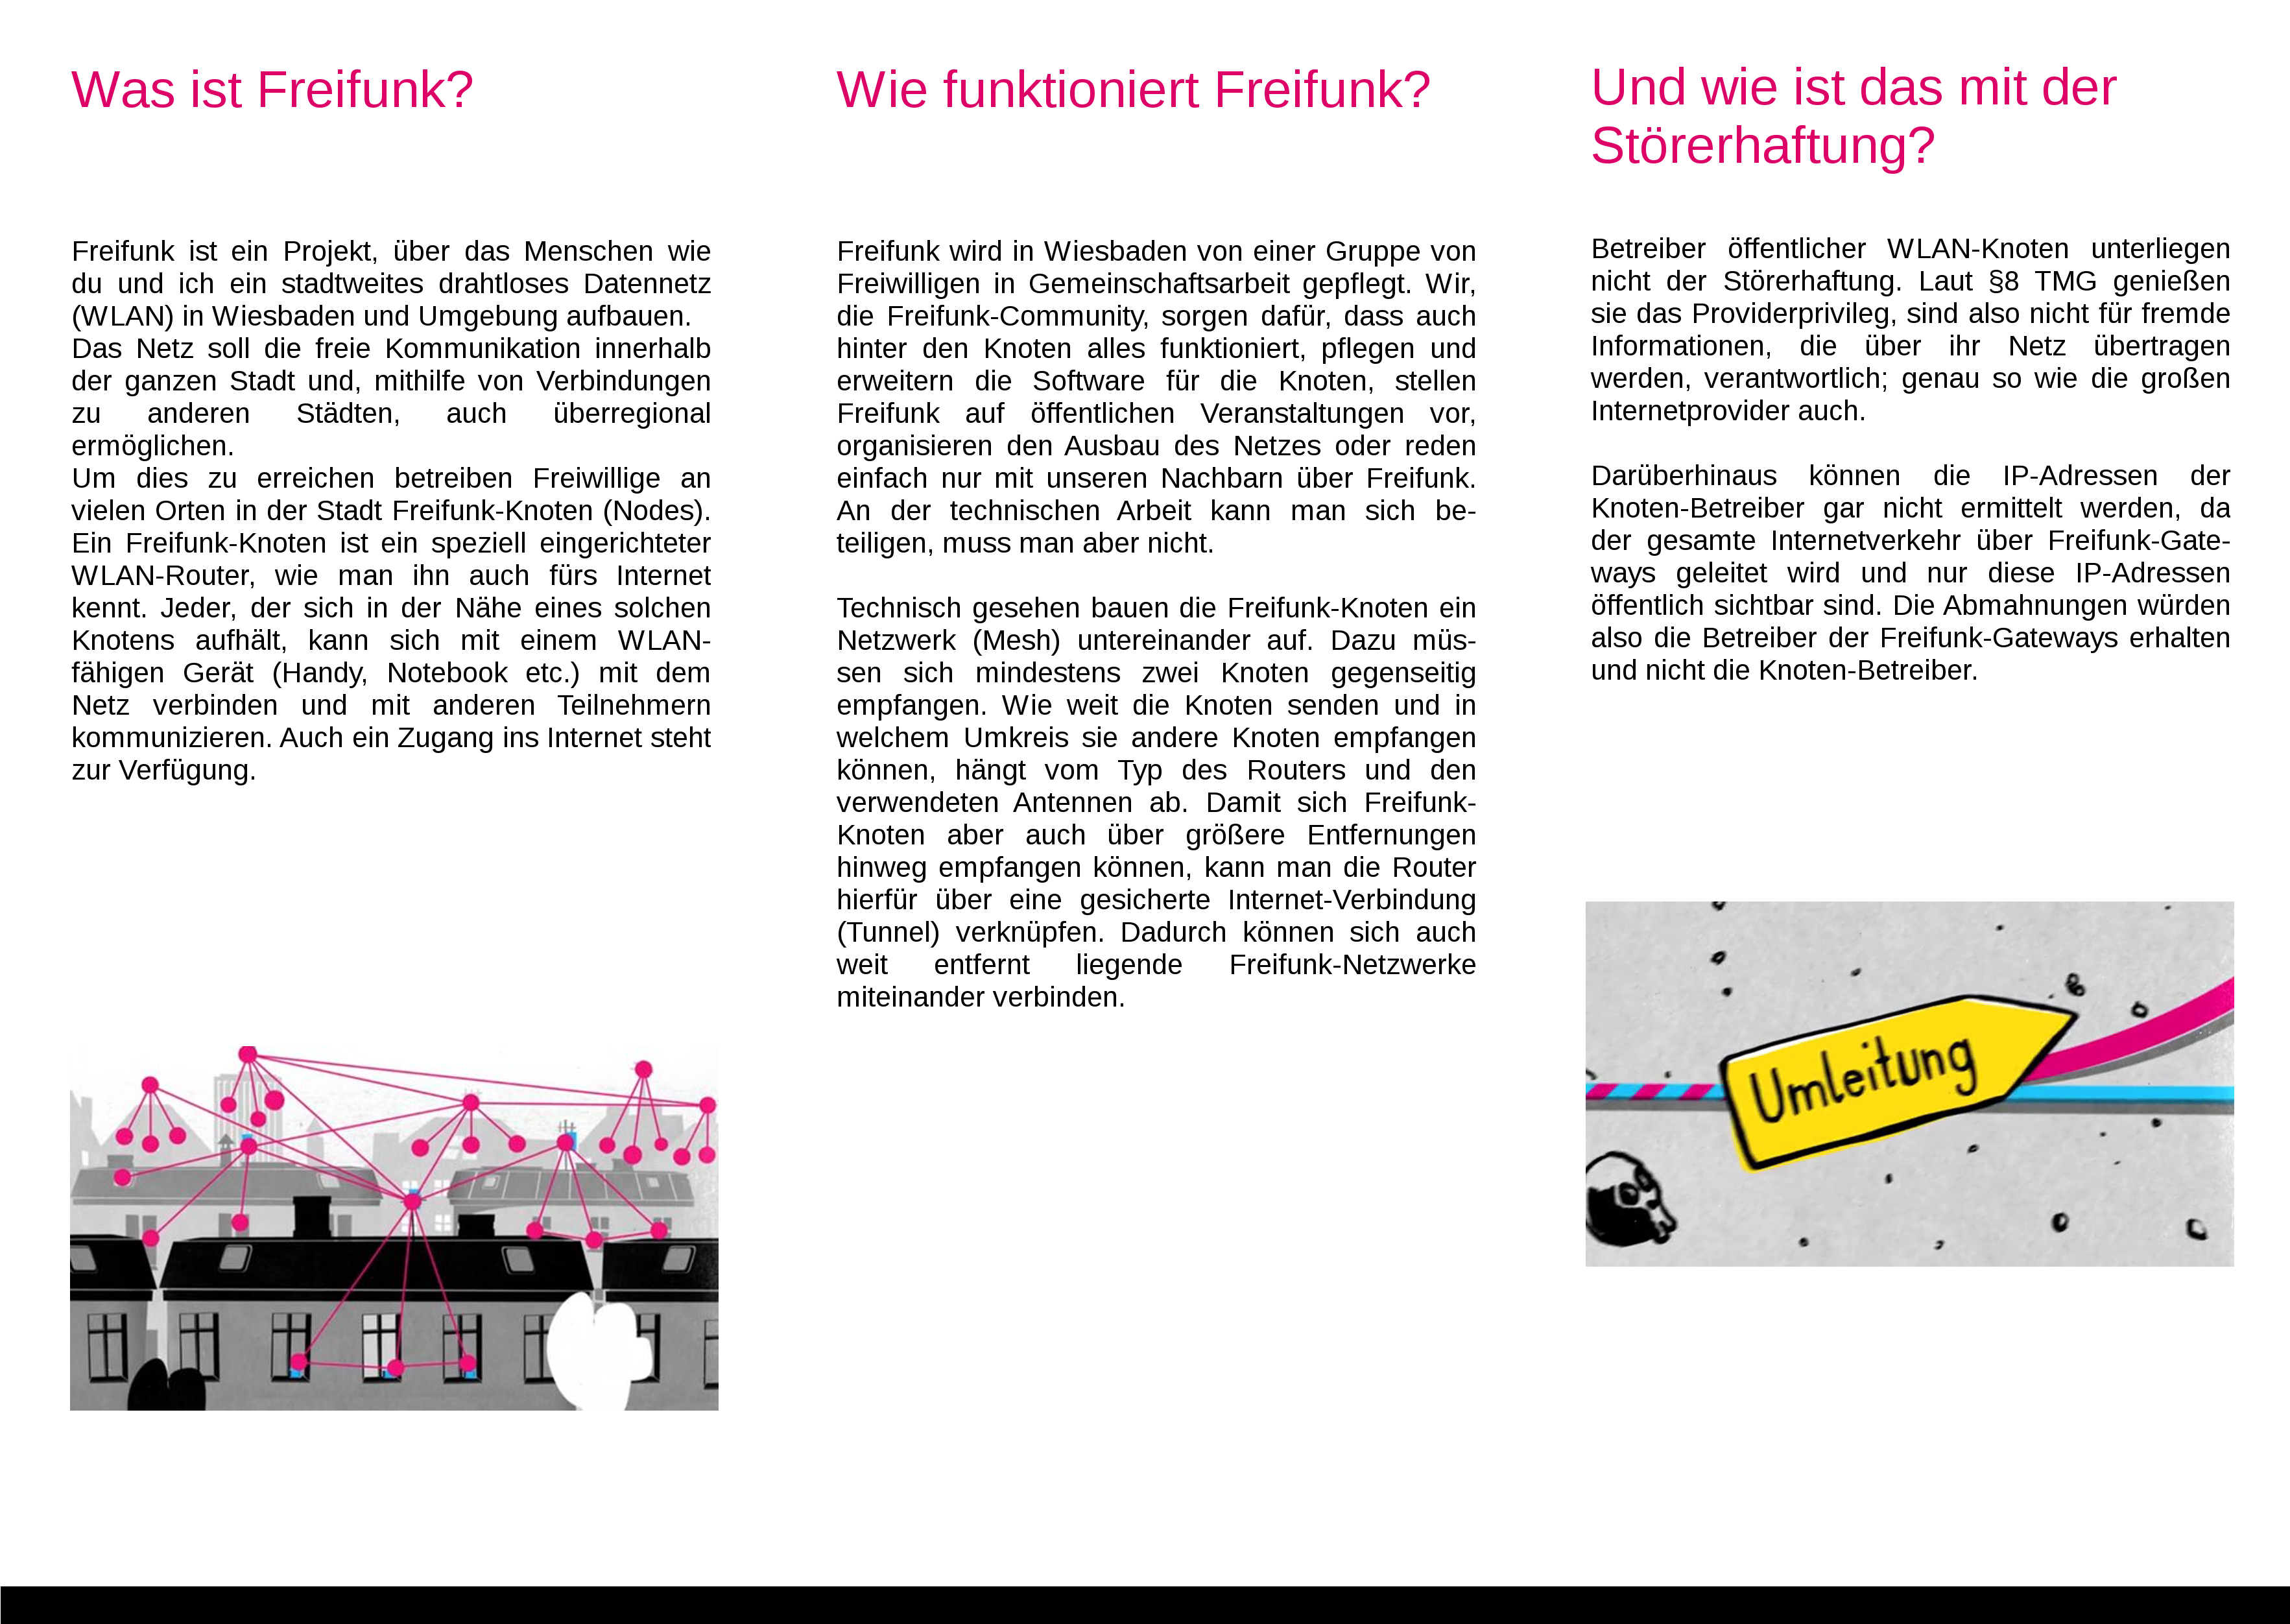 Was ist Freifunk?
Freifunk ist ein Projekt, über das Menschen wie
du und ich ein stadtweites drahtloses Datennetz
(WLAN) in Wiesbaden und Umgebung aufbauen.
Das Netz soll die freie Kommunikation innerhalb
der ganzen Stadt und, mithilfe von Verbindungen
zu anderen Städten, auch überregional
ermöglichen.
Um dies zu erreichen betreiben Freiwillige an
vielen Orten in der Stadt Freifunk-Knoten (Nodes).
Ein Freifunk-Knoten ist ein speziell eingerichteter
WLAN-Router, wie man ihn auch fürs Internet
kennt. Jeder, der sich in der Nähe eines solchen
Knotens aufhält, kann sich mit einem WLAN-
fähigen Gerät (Handy, Notebook etc.) mit dem
Netz verbinden und mit anderen Teilnehmern
kommunizieren. Auch ein Zugang ins Internet steht
zur Verfügung.
Wie funktioniert Freifunk?
Freifunk wird in Wiesbaden von einer Gruppe von
Freiwilligen in Gemeinschaftsarbeit gepflegt. Wir,
die Freifunk-Community, sorgen dafür, dass auch
hinter den Knoten alles funktioniert, pflegen und
erweitern die Software für die Knoten, stellen
Freifunk auf öffentlichen Veranstaltungen vor,
organisieren den Ausbau des Netzes oder reden
einfach nur mit unseren Nachbarn über Freifunk.
An der technischen Arbeit kann man sich be-
teiligen, muss man aber nicht.
Technisch gesehen bauen die Freifunk-Knoten ein
Netzwerk (Mesh) untereinander auf. Dazu müs-
sen sich mindestens zwei Knoten gegenseitig
empfangen. Wie weit die Knoten senden und in
welchem Umkreis sie andere Knoten empfangen
können, hängt vom Typ des Routers und den
verwendeten Antennen ab. Damit sich Freifunk-
Knoten aber auch über größere Entfernungen
hinweg empfangen können, kann man die Router
hierfür über eine gesicherte Internet-Verbindung
(Tunnel) verknüpfen. Dadurch können sich auch
weit entfernt liegende Freifunk-Netzwerke
miteinander verbinden.
Und wie ist das mit der
Störerhaftung?
Betreiber öffentlicher WLAN-Knoten unterliegen
nicht der Störerhaftung. Laut §8 TMG genießen
sie das Providerprivileg, sind also nicht für fremde
Informationen, die über ihr Netz übertragen
werden, verantwortlich; genau so wie die großen
Internetprovider auch.
Darüberhinaus können die IP-Adressen der
Knoten-Betreiber gar nicht ermittelt werden, da
der gesamte Internetverkehr über Freifunk-Gate-
ways geleitet wird und nur diese IP-Adressen
öffentlich sichtbar sind. Die Abmahnungen würden
also die Betreiber der Freifunk-Gateways erhalten
und nicht die Knoten-Betreiber.
Umleitung